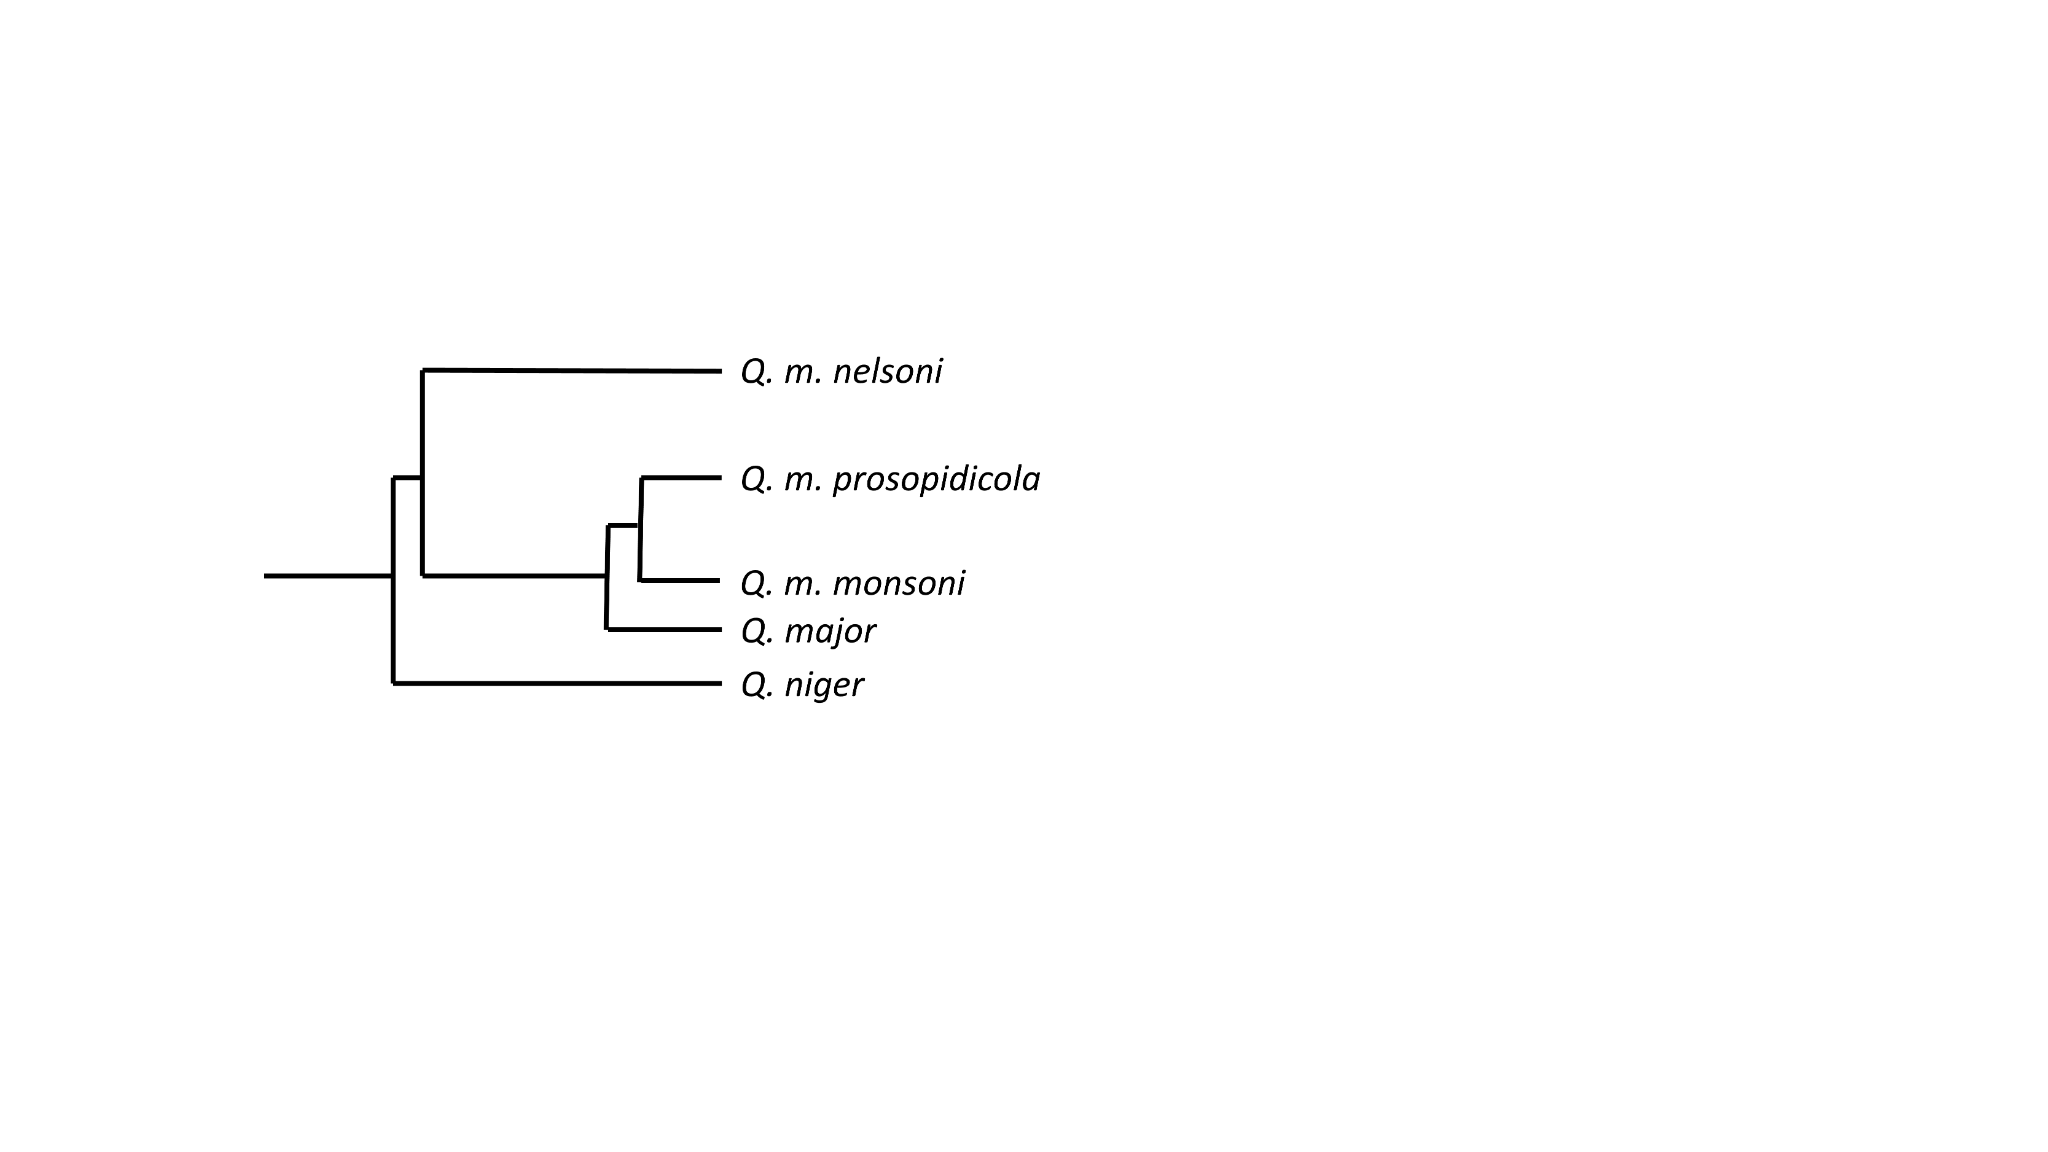 Q. m. nelsoni
Q. m. prosopidicola
Q. m. monsoni
Q. major
Q. niger